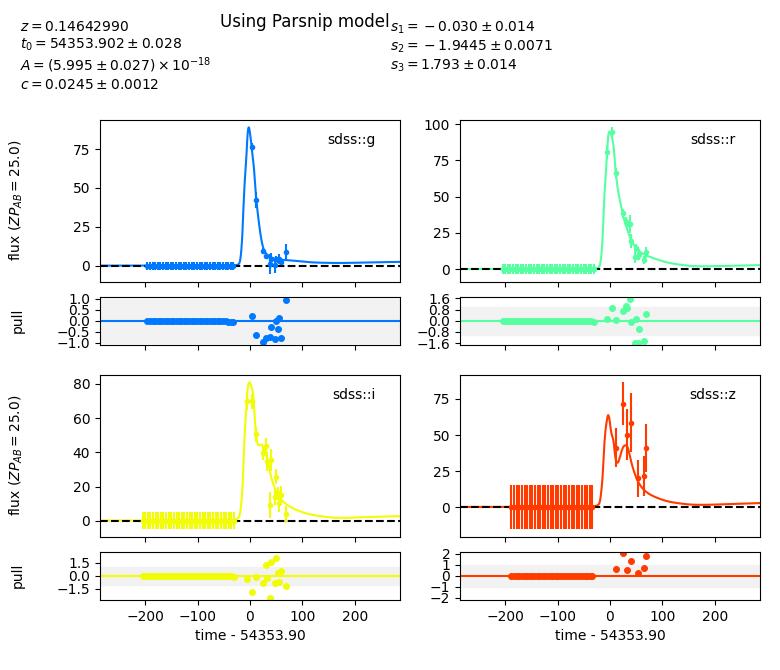 Using Parsnip model
z = 0.14642990
t₀ = 54353.902 ± 0.028
A = (5.995 ± 0.027) × 10⁻¹⁸
c = 0.0245 ± 0.0012
s₁ = −0.030 ± 0.014
s₂ = −1.9445 ± 0.0071
s₃ = 1.793 ± 0.014
flux (ZP_AB = 25.0)
75
50
25
0
sdss::g
100
75
50
25
0
sdss::r
pull
1.0
0.5
0.0
−0.5
−1.0
1.6
0.8
0.0
−0.8
−1.6
flux (ZP_AB = 25.0)
80
60
40
20
0
sdss::i
75
50
25
0
sdss::z
pull
1.5
0.0
−1.5
2
1
0
−1
−2
−200 −100 0 100 200
time - 54353.90
−200 −100 0 100 200
time - 54353.90